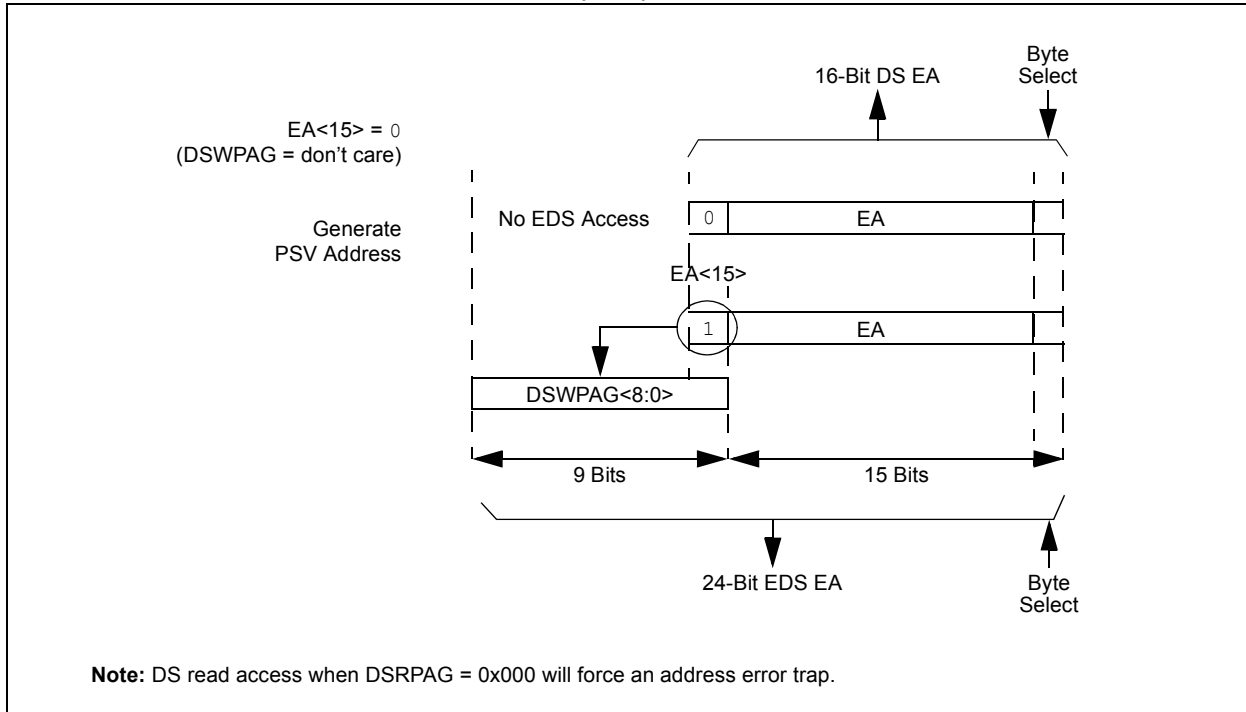 16-Bit DS EA
Byte
Select
EA<15> = 0
(DSWPAG = don't care)
Generate
PSV Address
No EDS Access
0
EA
EA<15>
1
EA
DSWPAG<8:0>
9 Bits
15 Bits
24-Bit EDS EA
Byte
Select
Note: DS read access when DSRPAG = 0x000 will force an address error trap.